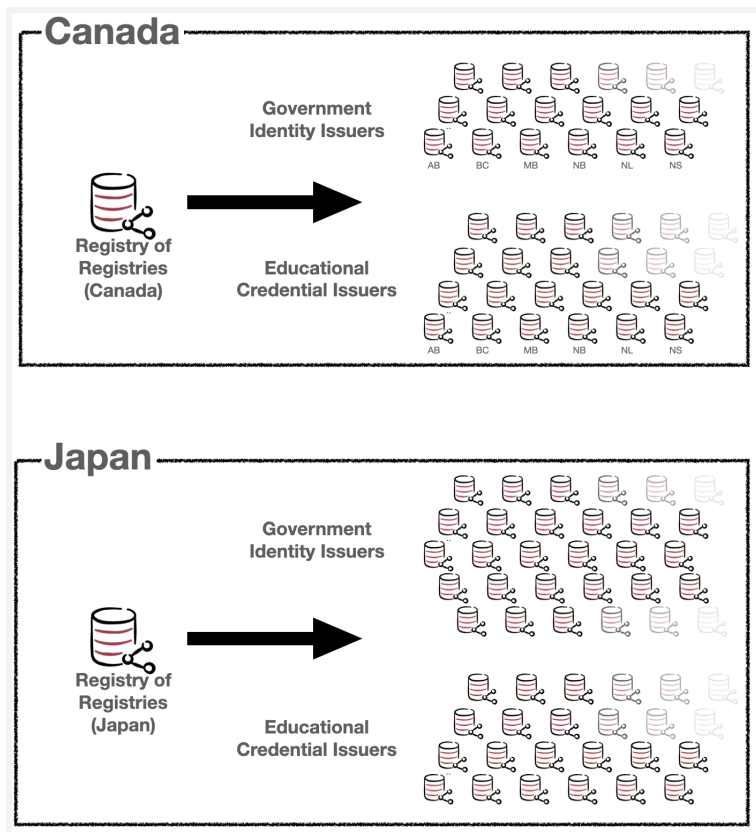 Canada
Government
Identity Issuers
AB BC MB NB NL NS
Registry of
Registries
(Canada)
Educational
Credential Issuers
AB BC MB NB NL NS
Japan
Government
Identity Issuers
Registry of
Registries
(Japan)
Educational
Credential Issuers